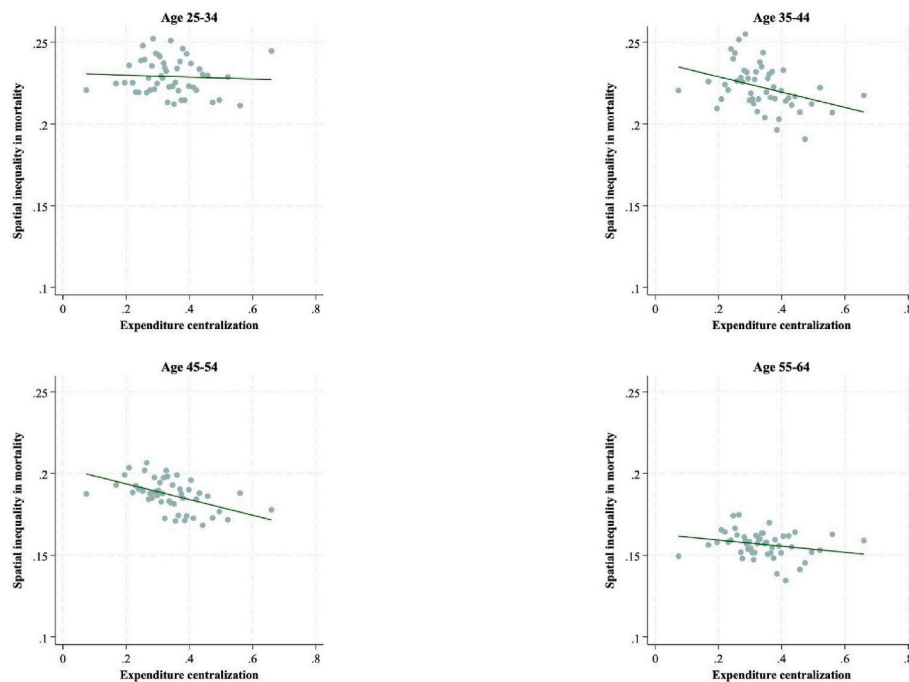 Age 25-34
Spatial inequality in mortality
.25
.2
.15
.1
0 .2 .4 .6 .8
Expenditure centralization
Age 35-44
Spatial inequality in mortality
.25
.2
.15
.1
0 .2 .4 .6 .8
Expenditure centralization
Age 45-54
Spatial inequality in mortality
.25
.2
.15
.1
0 .2 .4 .6 .8
Expenditure centralization
Age 55-64
Spatial inequality in mortality
.25
.2
.15
.1
0 .2 .4 .6 .8
Expenditure centralization